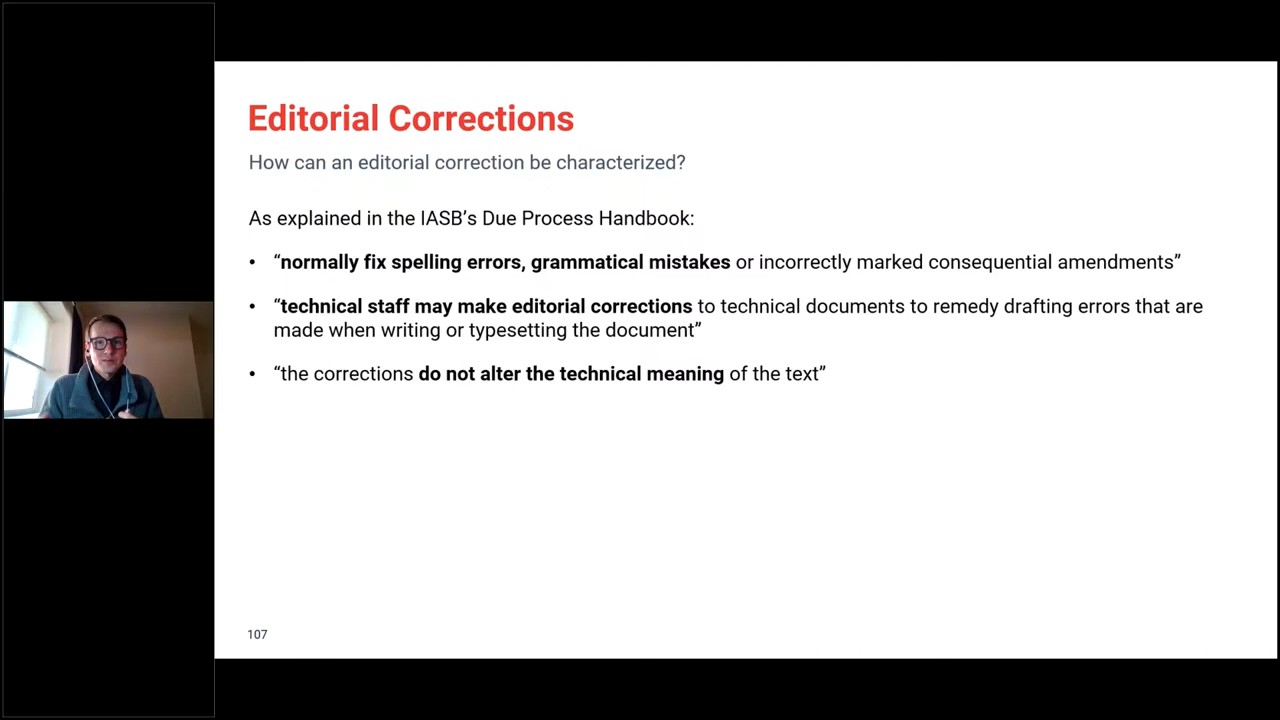 Editorial Corrections
How can an editorial correction be characterized?
As explained in the IASB’s Due Process Handbook:
• “normally fix spelling errors, grammatical mistakes or incorrectly marked consequential amendments”
• “technical staff may make editorial corrections to technical documents to remedy drafting errors that are
made when writing or typesetting the document”
• “the corrections do not alter the technical meaning of the text”
107